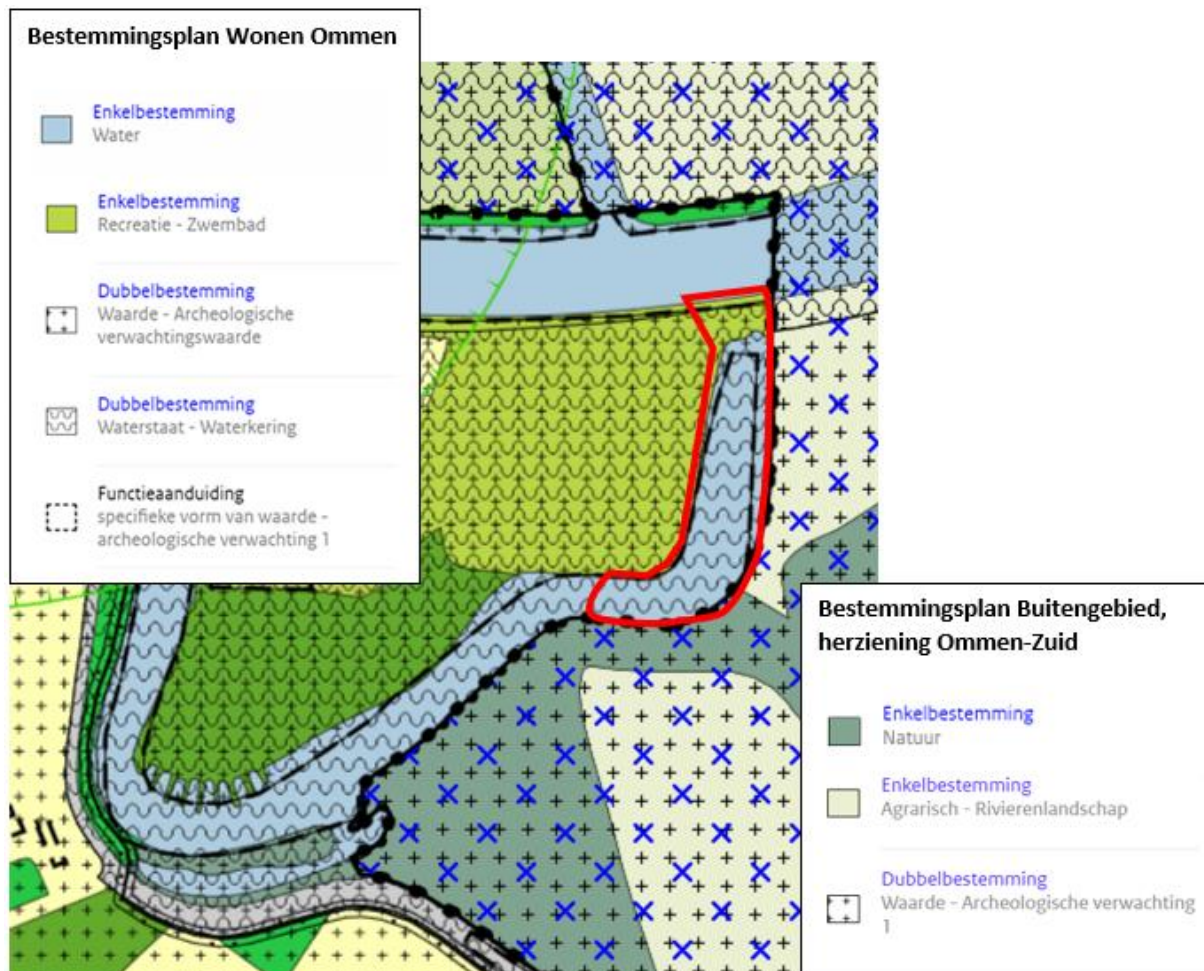 Bestemmingsplan Wonen Ommen
Enkelbestemming
Water
Enkelbestemming
Recreatie - Zwembad
Dubbelbestemming
Waarde - Archeologische
verwachtingswaarde
Dubbelbestemming
Waterstaat - Waterkering
Functieaanduiding
specifieke vorm van waarde -
archeologische verwachting 1
Bestemmingsplan Buitengebied,
herziening Ommen-Zuid
Enkelbestemming
Natuur
Enkelbestemming
Agrarisch - Rivierenlandschap
Dubbelbestemming
Waarde - Archeologische verwachting
1